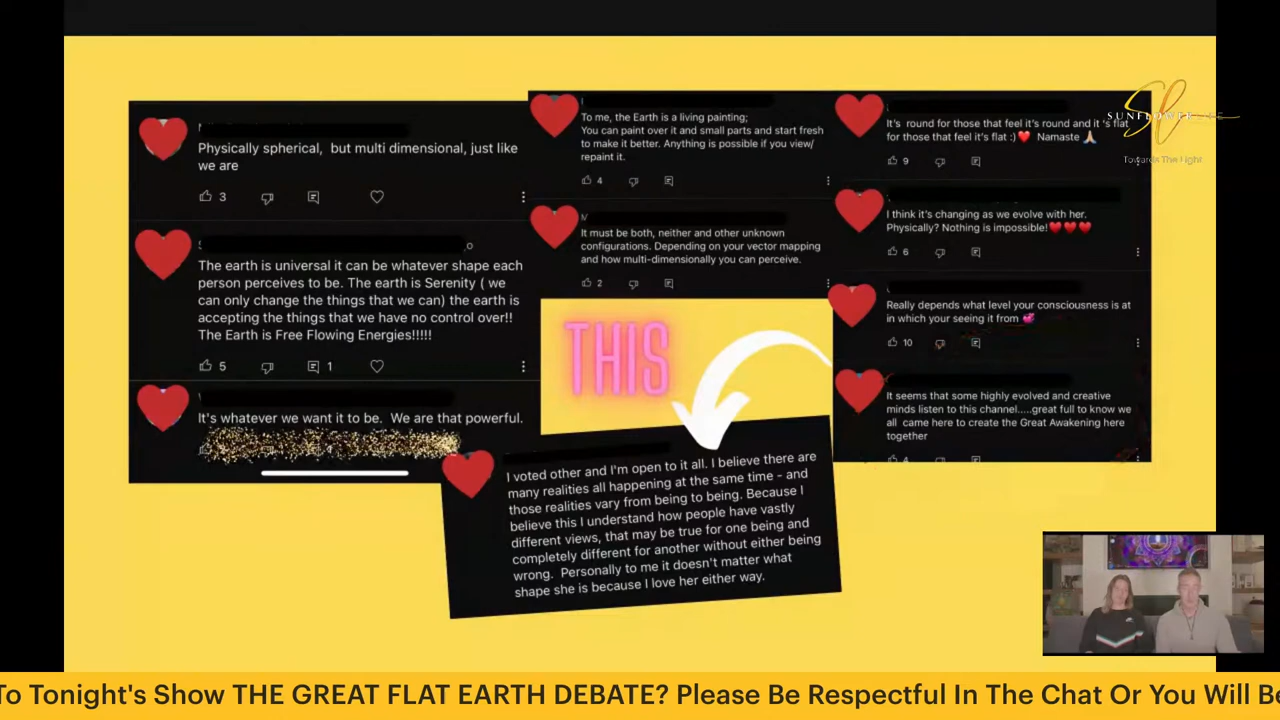 Physically spherical,  but multi dimensional, just like
we are
3
The earth is universal it can be whatever shape each
person perceives to be. The earth is Serenity ( we
can only change the things that we can) the earth is
accepting the things that we have no control over!!
The Earth is Free Flowing Energies!!!!!
5
1
It's whatever we want it to be.  We are that powerful.
To me, the Earth is a living painting;
You can paint over it and small parts and start fresh
to make it better. Anything is possible if you view/
repaint it.
4
It must be both, neither and other unknown
configurations. Depending on your vector mapping
and how multi-dimensionally you can perceive.
2
THIS
I voted other and I'm open to it all. I believe there are
many realities all happening at the same time - and
those realities vary from being to being. Because I
believe this I understand how people have vastly
different views, that may be true for one being and
completely different for another without either being
wrong.  Personally to me it doesn't matter what
shape she is because I love her either way.
It's  round for those that feel it's round and it's flat
for those that feel it's flat :)❤️  Namaste 🙏
9
I think it's changing as we evolve with her.
Physically? Nothing is impossible!❤️❤️❤️
6
Really depends what level your consciousness is at
in which your seeing it from 💞
10
It seems that some highly evolved and creative
minds listen to this channel.....great full to know we
all  came here to create the Great Awakening here
together
4
SUNFLOWER
Towards The Light
To Tonight's Show THE GREAT FLAT EARTH DEBATE? Please Be Respectful In The Chat Or You Will Be